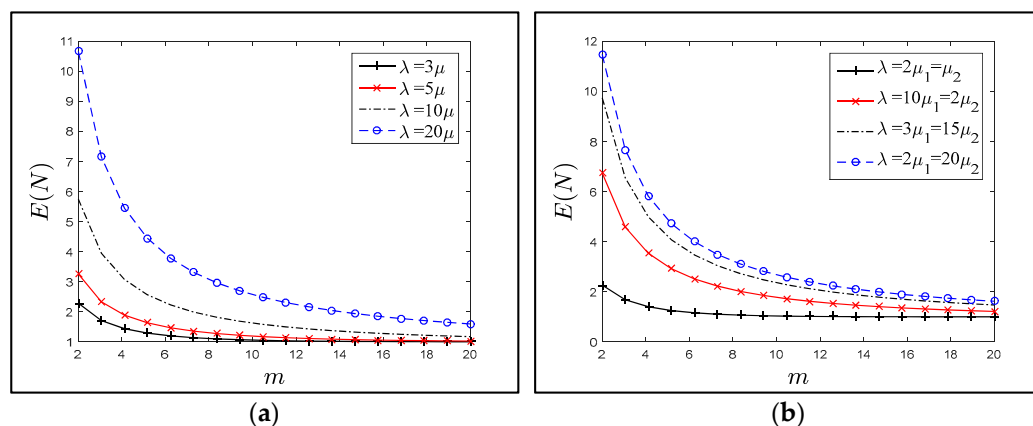 11
10
9
8
7
6
5
4
3
2
1
E(N)
2 4 6 8 10 12 14 16 18 20
m
λ =3μ
λ =5μ
λ =10μ
λ =20μ
(a)
12
10
8
6
4
2
0
E(N)
2 4 6 8 10 12 14 16 18 20
m
λ =2μ₁=μ₂
λ =10μ₁=2μ₂
λ =3μ₁=15μ₂
λ =2μ₁=20μ₂
(b)